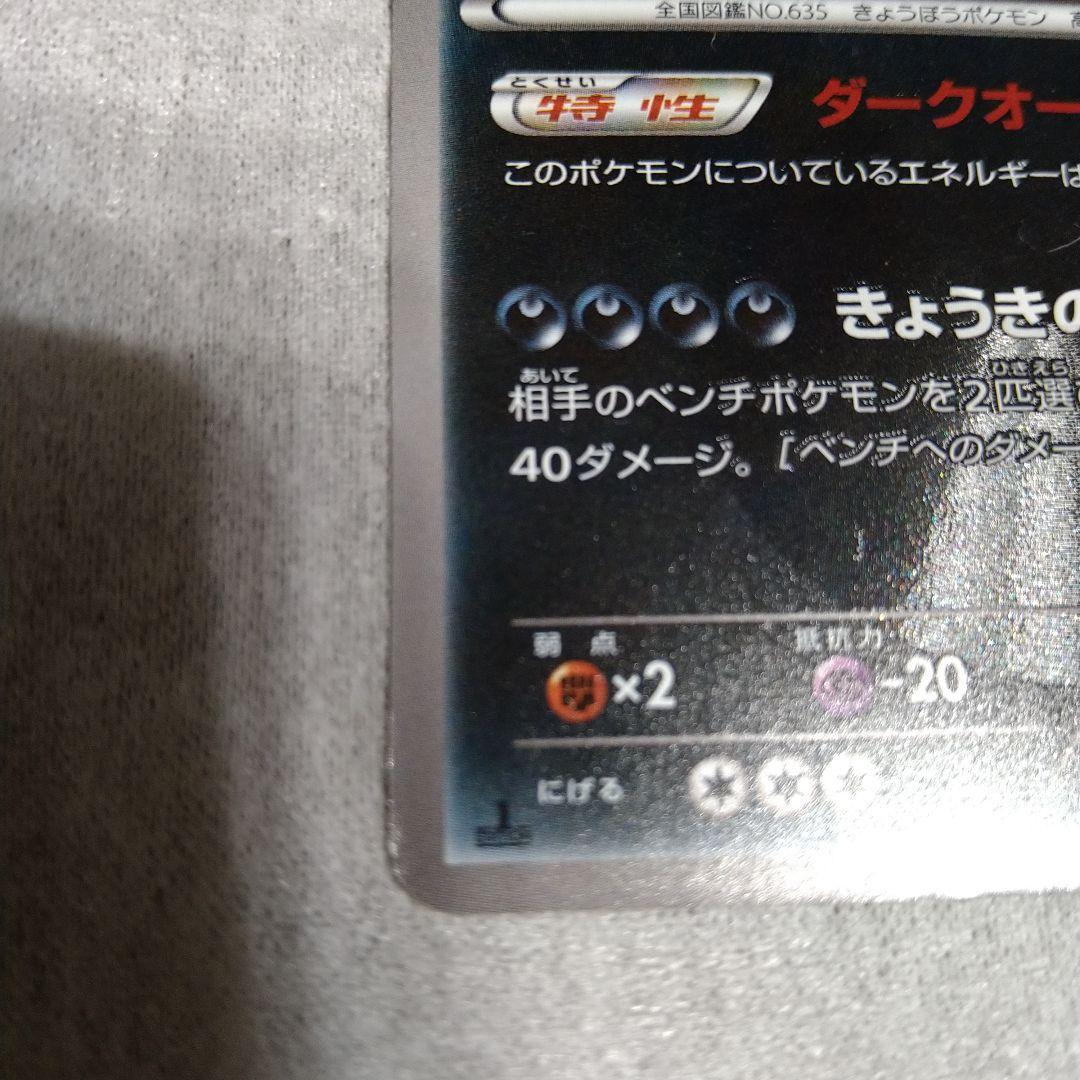 全国図鑑NO.635 きょうぼうポケモン 高
とくせい
特性 ダークオー
このポケモンについているエネルギーは
きょうきの
あいて ひきえら
相手のベンチポケモンを2匹選
40ダメージ。[ベンチへのダメー
弱点 抵抗力
×2 -20
にげる
1